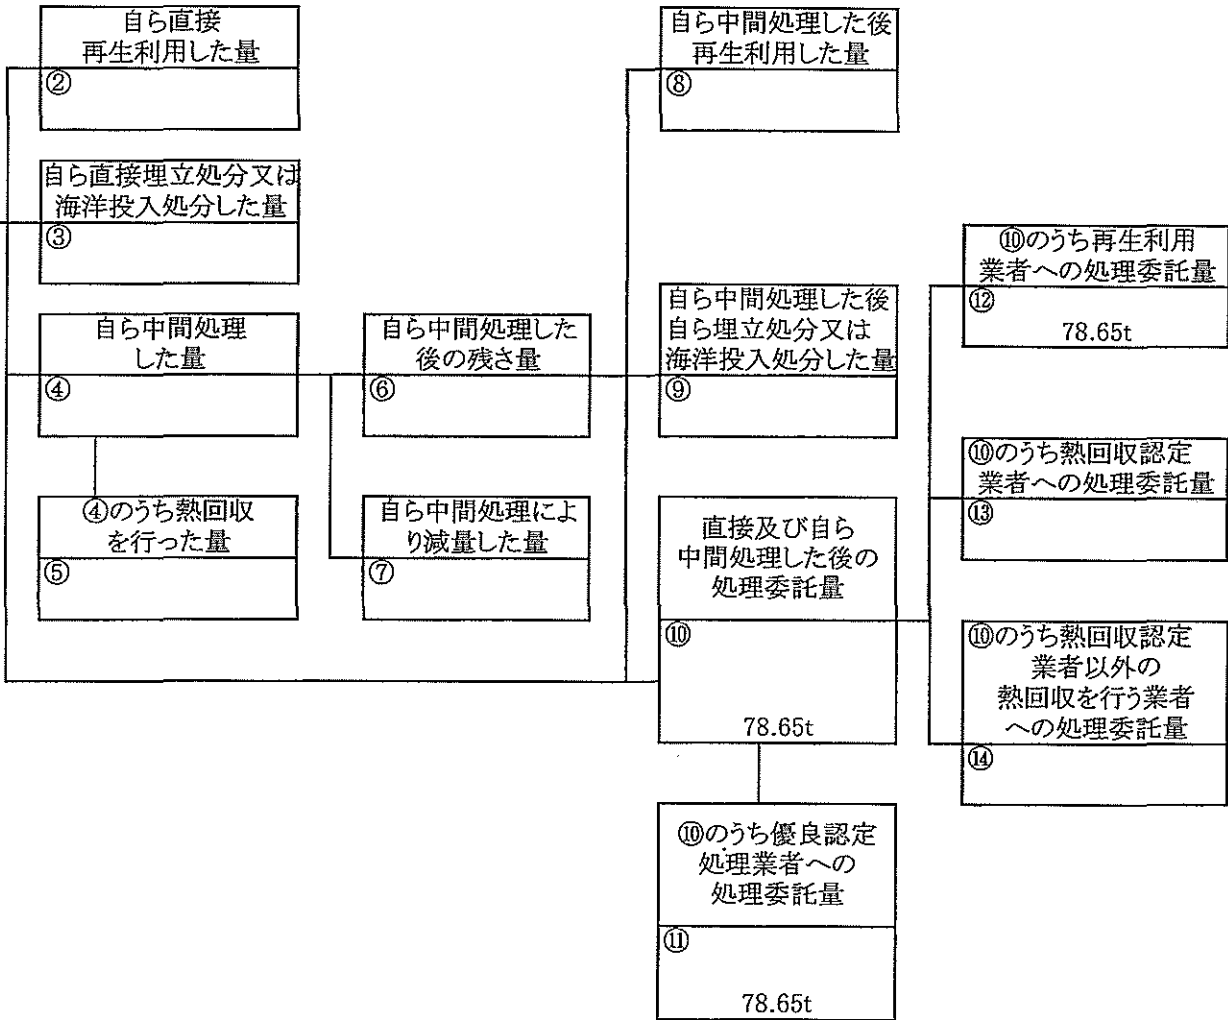 自ら直接
再生利用した量
②
自ら直接埋立処分又は
海洋投入処分した量
③
自ら中間処理
した量
④
④のうち熱回収
を行った量
⑤
自ら中間処理した
後の残さ量
⑥
自ら中間処理によ
り減量した量
⑦
自ら中間処理した後
再生利用した量
⑧
自ら中間処理した後
自ら埋立処分又は
海洋投入処分した量
⑨
直接及び自ら
中間処理した後の
処理委託量
⑩
78.65t
⑩のうち優良認定
処理業者への
処理委託量
⑪
78.65t
⑩のうち再生利用
業者への処理委託量
⑫
78.65t
⑩のうち熱回収認定
業者への処理委託量
⑬
⑩のうち熱回収認定
業者以外の
熱回収を行う業者
への処理委託量
⑭